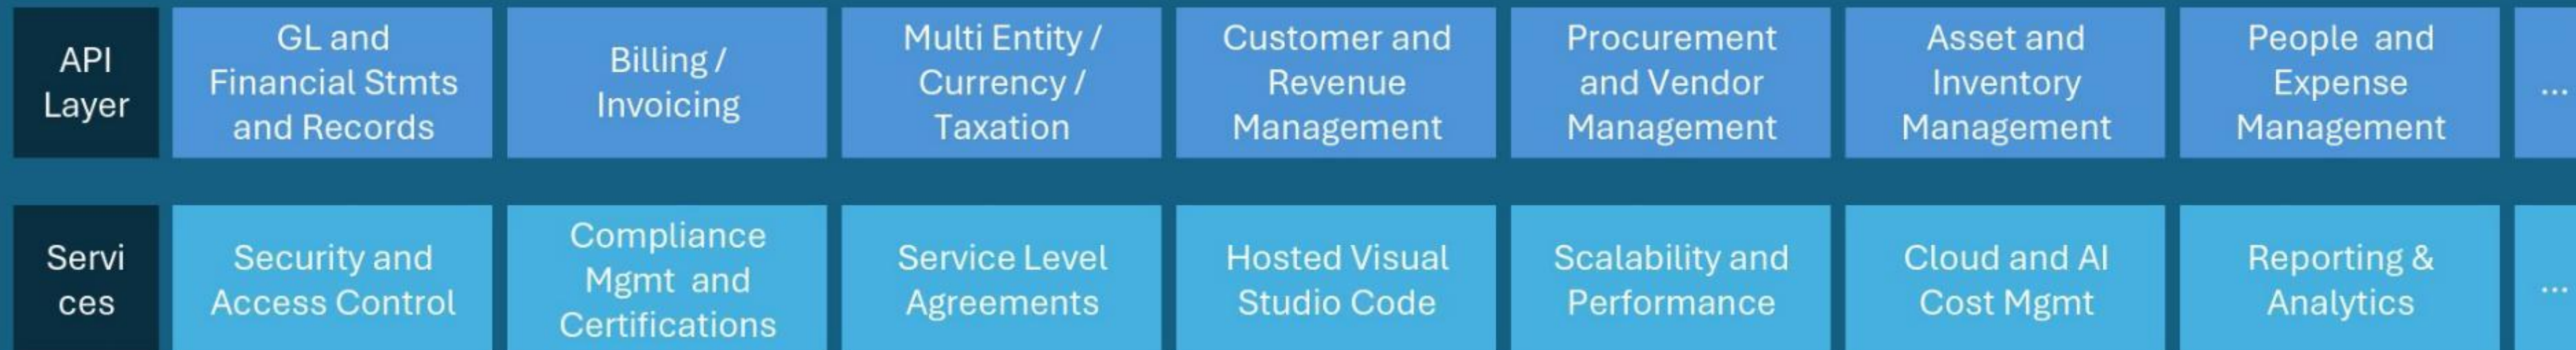 API
Layer
GL and
Financial Stmts
and Records
Billing /
Invoicing
Multi Entity /
Currency /
Taxation
Customer and
Revenue
Management
Procurement
and Vendor
Management
Asset and
Inventory
Management
People and
Expense
Management
...
Servi
ces
Security and
Access Control
Compliance
Mgmt and
Certifications
Service Level
Agreements
Hosted Visual
Studio Code
Scalability and
Performance
Cloud and AI
Cost Mgmt
Reporting &
Analytics
...